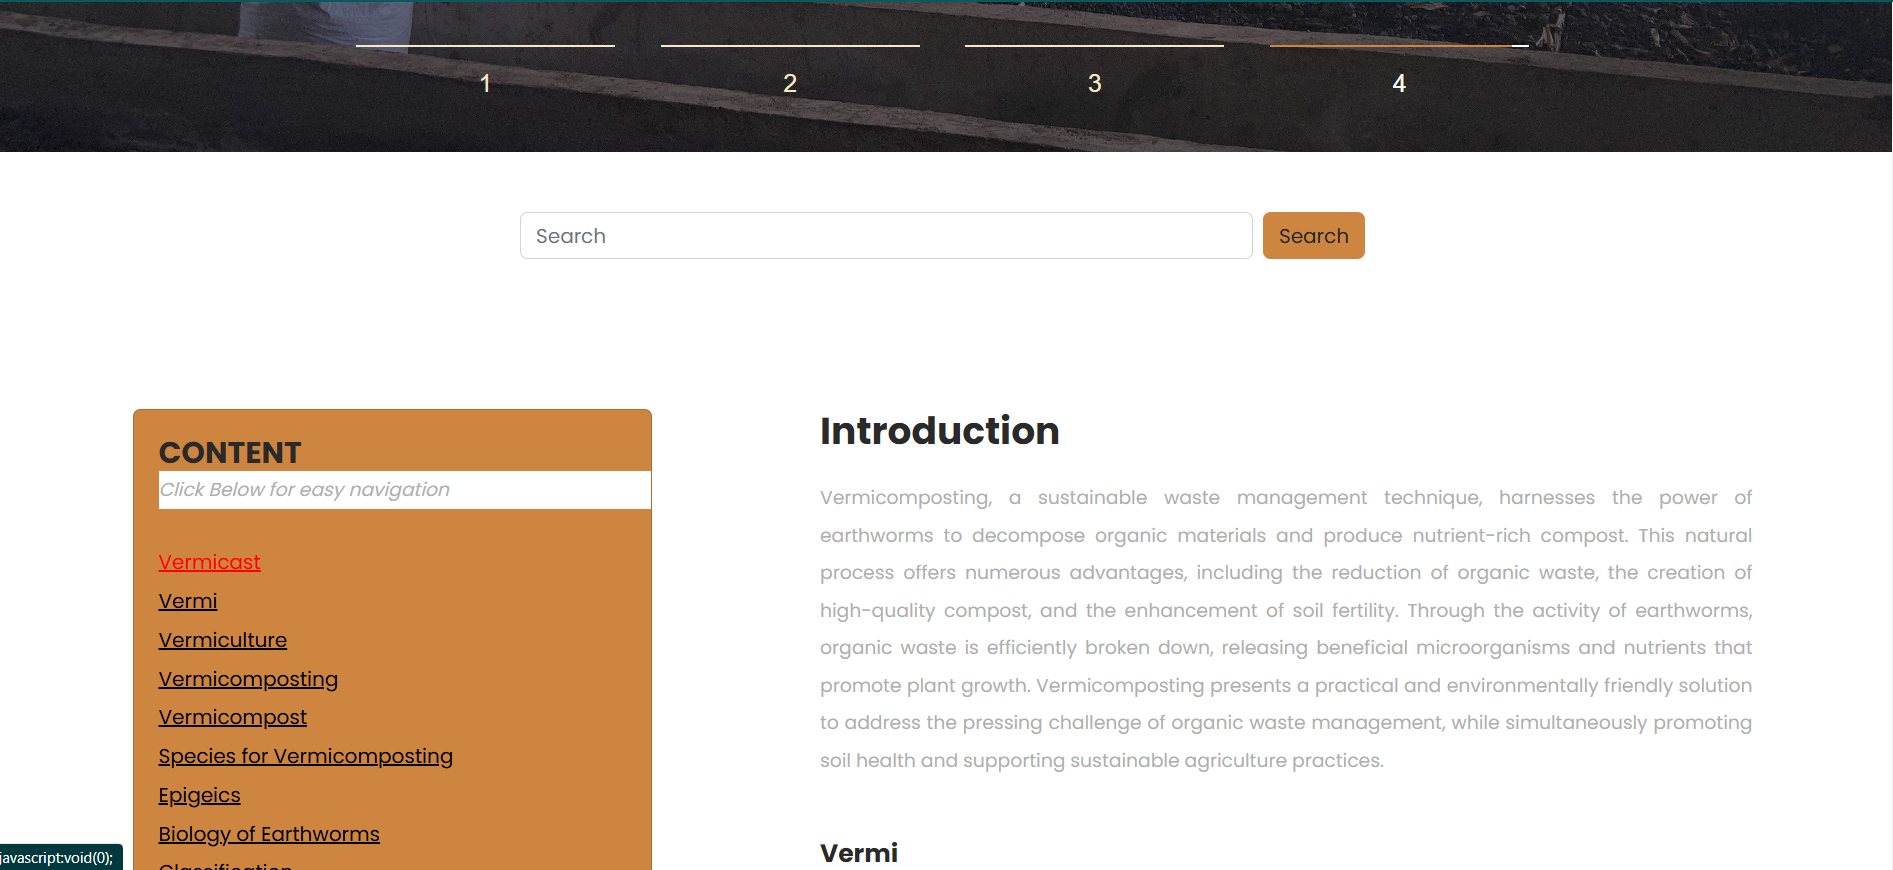 1
2
3
4
Search
Search
CONTENT
Click Below for easy navigation
Vermicast
Vermi
Vermiculture
Vermicomposting
Vermicompost
Species for Vermicomposting
Epigeics
Biology of Earthworms
Classification
Introduction
Vermicomposting, a sustainable waste management technique, harnesses the power of
earthworms to decompose organic materials and produce nutrient-rich compost. This natural
process offers numerous advantages, including the reduction of organic waste, the creation of
high-quality compost, and the enhancement of soil fertility. Through the activity of earthworms,
organic waste is efficiently broken down, releasing beneficial microorganisms and nutrients that
promote plant growth. Vermicomposting presents a practical and environmentally friendly solution
to address the pressing challenge of organic waste management, while simultaneously promoting
soil health and supporting sustainable agriculture practices.
Vermi
javascript:void(0);